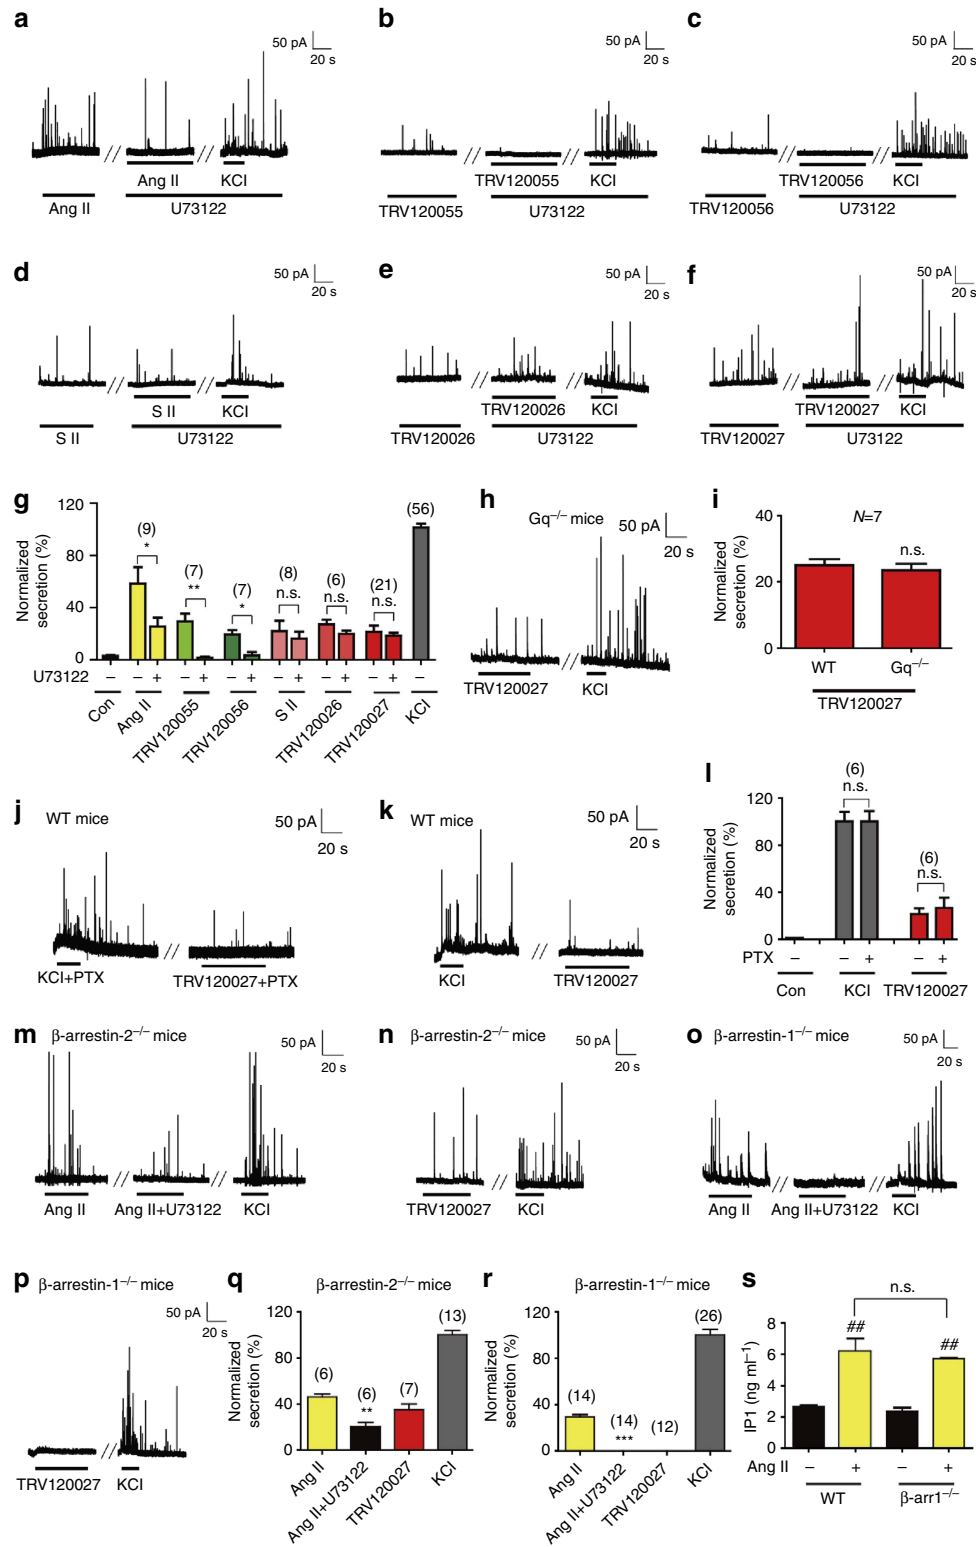 a
50 pA
20 s
Ang II
KCl
Ang II
U73122
b
50 pA
20 s
TRV120055
KCl
TRV120055
U73122
c
50 pA
20 s
TRV120056
KCl
TRV120056
U73122
d
50 pA
20 s
S II
KCl
S II
U73122
e
50 pA
20 s
TRV120026
KCl
TRV120026
U73122
f
50 pA
20 s
TRV120027
KCl
TRV120027
U73122
g
Normalized
secretion (%)
120
80
40
0
(9)
*
(7)
**
(7)
*
(8)
n.s.
(6)
n.s.
(21)
n.s.
(56)
U73122 – – + – + – + – + – + – + –
Con
Ang II
TRV120055
TRV120056
S II
TRV120026
TRV120027
KCl
h
Gq–/– mice
50 pA
20 s
TRV120027
KCl
i
Normalized
secretion (%)
40
20
0
N=7
n.s.
WT
Gq–/–
TRV120027
j
WT mice
50 pA
20 s
KCl+PTX
TRV120027+PTX
k
WT mice
50 pA
20 s
KCl
TRV120027
l
Normalized
secretion (%)
120
80
40
0
(6)
n.s.
(6)
n.s.
PTX – – + – +
Con
KCl
TRV120027
m
β-arrestin-2–/– mice
50 pA
20 s
Ang II
Ang II+U73122
KCl
n
β-arrestin-2–/– mice
50 pA
20 s
TRV120027
KCl
o
β-arrestin-1–/– mice
50 pA
20 s
Ang II
Ang II+U73122
KCl
p
β-arrestin-1–/– mice
50 pA
20 s
TRV120027
KCl
q
β-arrestin-2–/– mice
Normalized
secretion (%)
120
80
40
0
(6)
(6)
**
(7)
(13)
Ang II
Ang II+U73122
TRV120027
KCl
r
β-arrestin-1–/– mice
Normalized
secretion (%)
120
80
40
0
(14)
(14)
***
(12)
(26)
Ang II
Ang II+U73122
TRV120027
KCl
s
n.s.
IP1 (ng ml–1)
8
6
4
2
0
##
##
Ang II – + – +
WT
β-arr1–/–